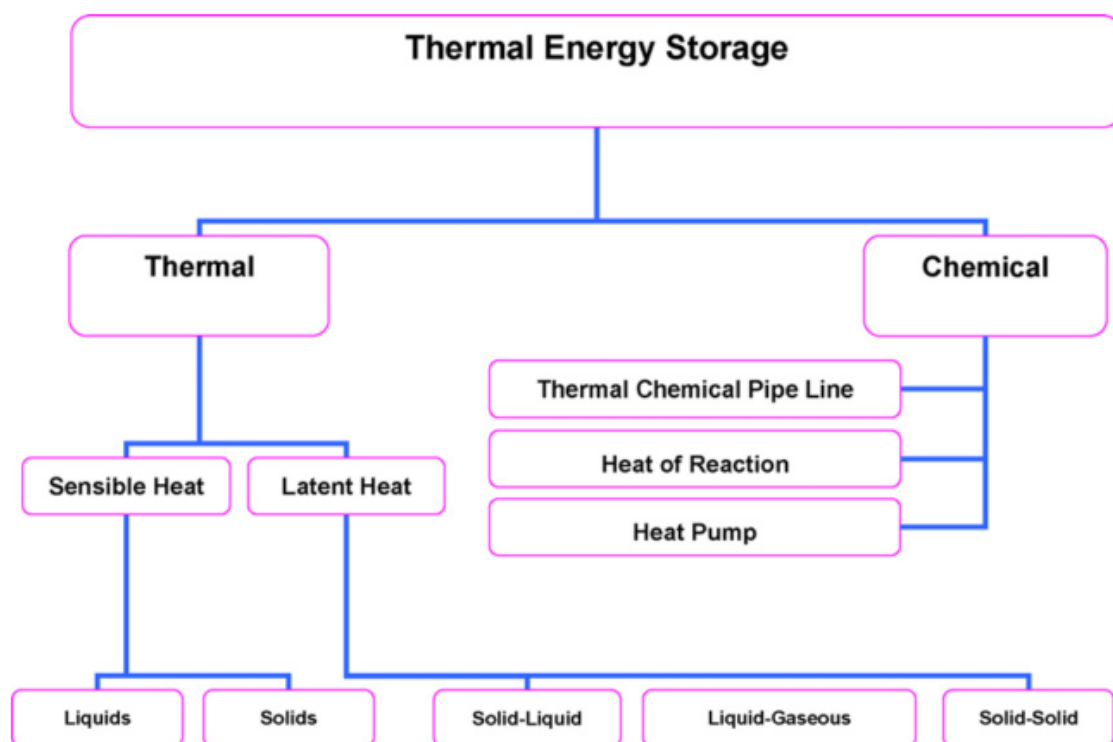 Thermal Energy Storage
Thermal
Chemical
Thermal Chemical Pipe Line
Heat of Reaction
Heat Pump
Sensible Heat
Latent Heat
Liquids
Solids
Solid-Liquid
Liquid-Gaseous
Solid-Solid